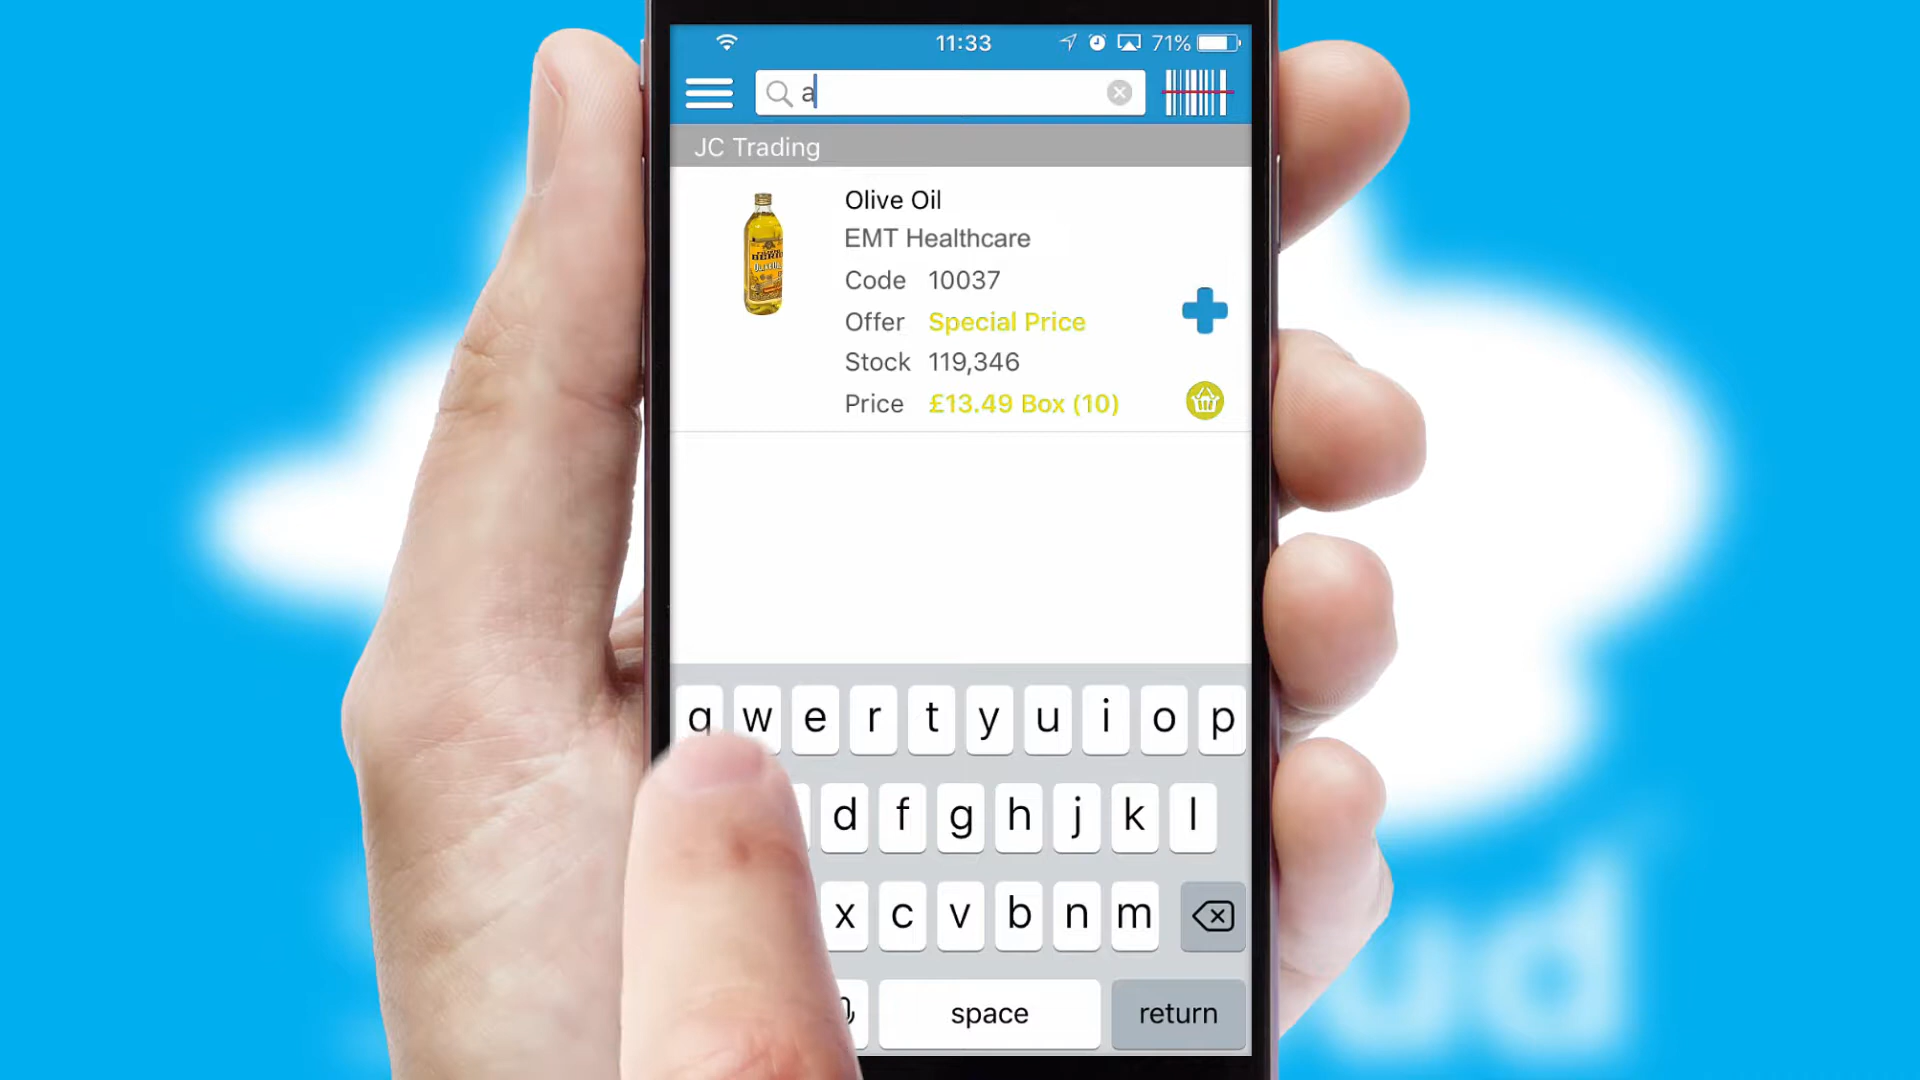 11:33 71%
a
JC Trading
Olive Oil
EMT Healthcare
Code 10037
Offer Special Price
Stock 119,346
Price £13.49 Box (10)
q w e r t y u i o p
d f g h j k l
x c v b n m
space return
ud